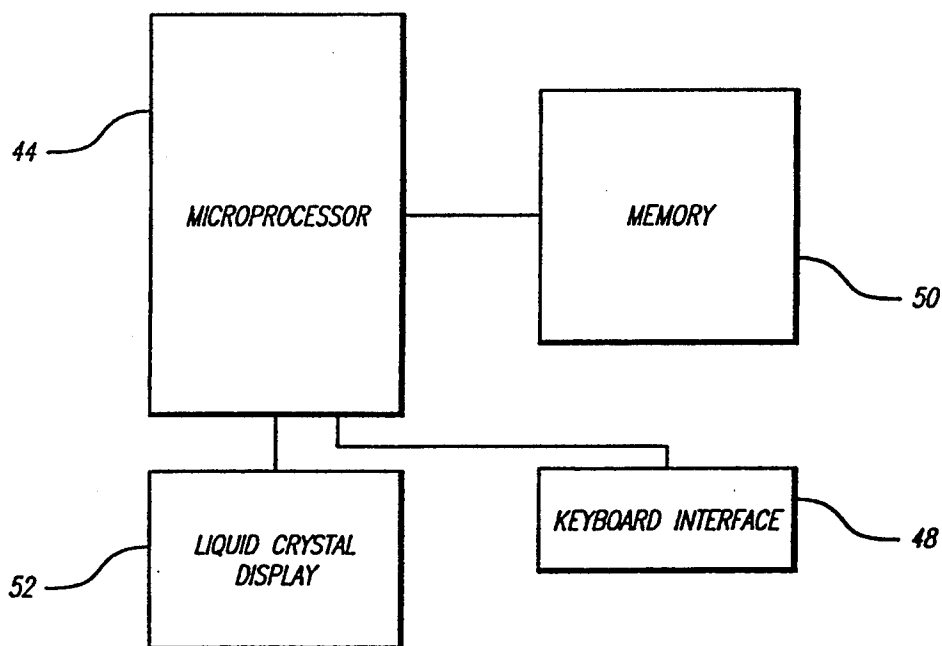 44
MICROPROCESSOR
MEMORY
50
LIQUID CRYSTAL
DISPLAY
52
KEYBOARD INTERFACE
48